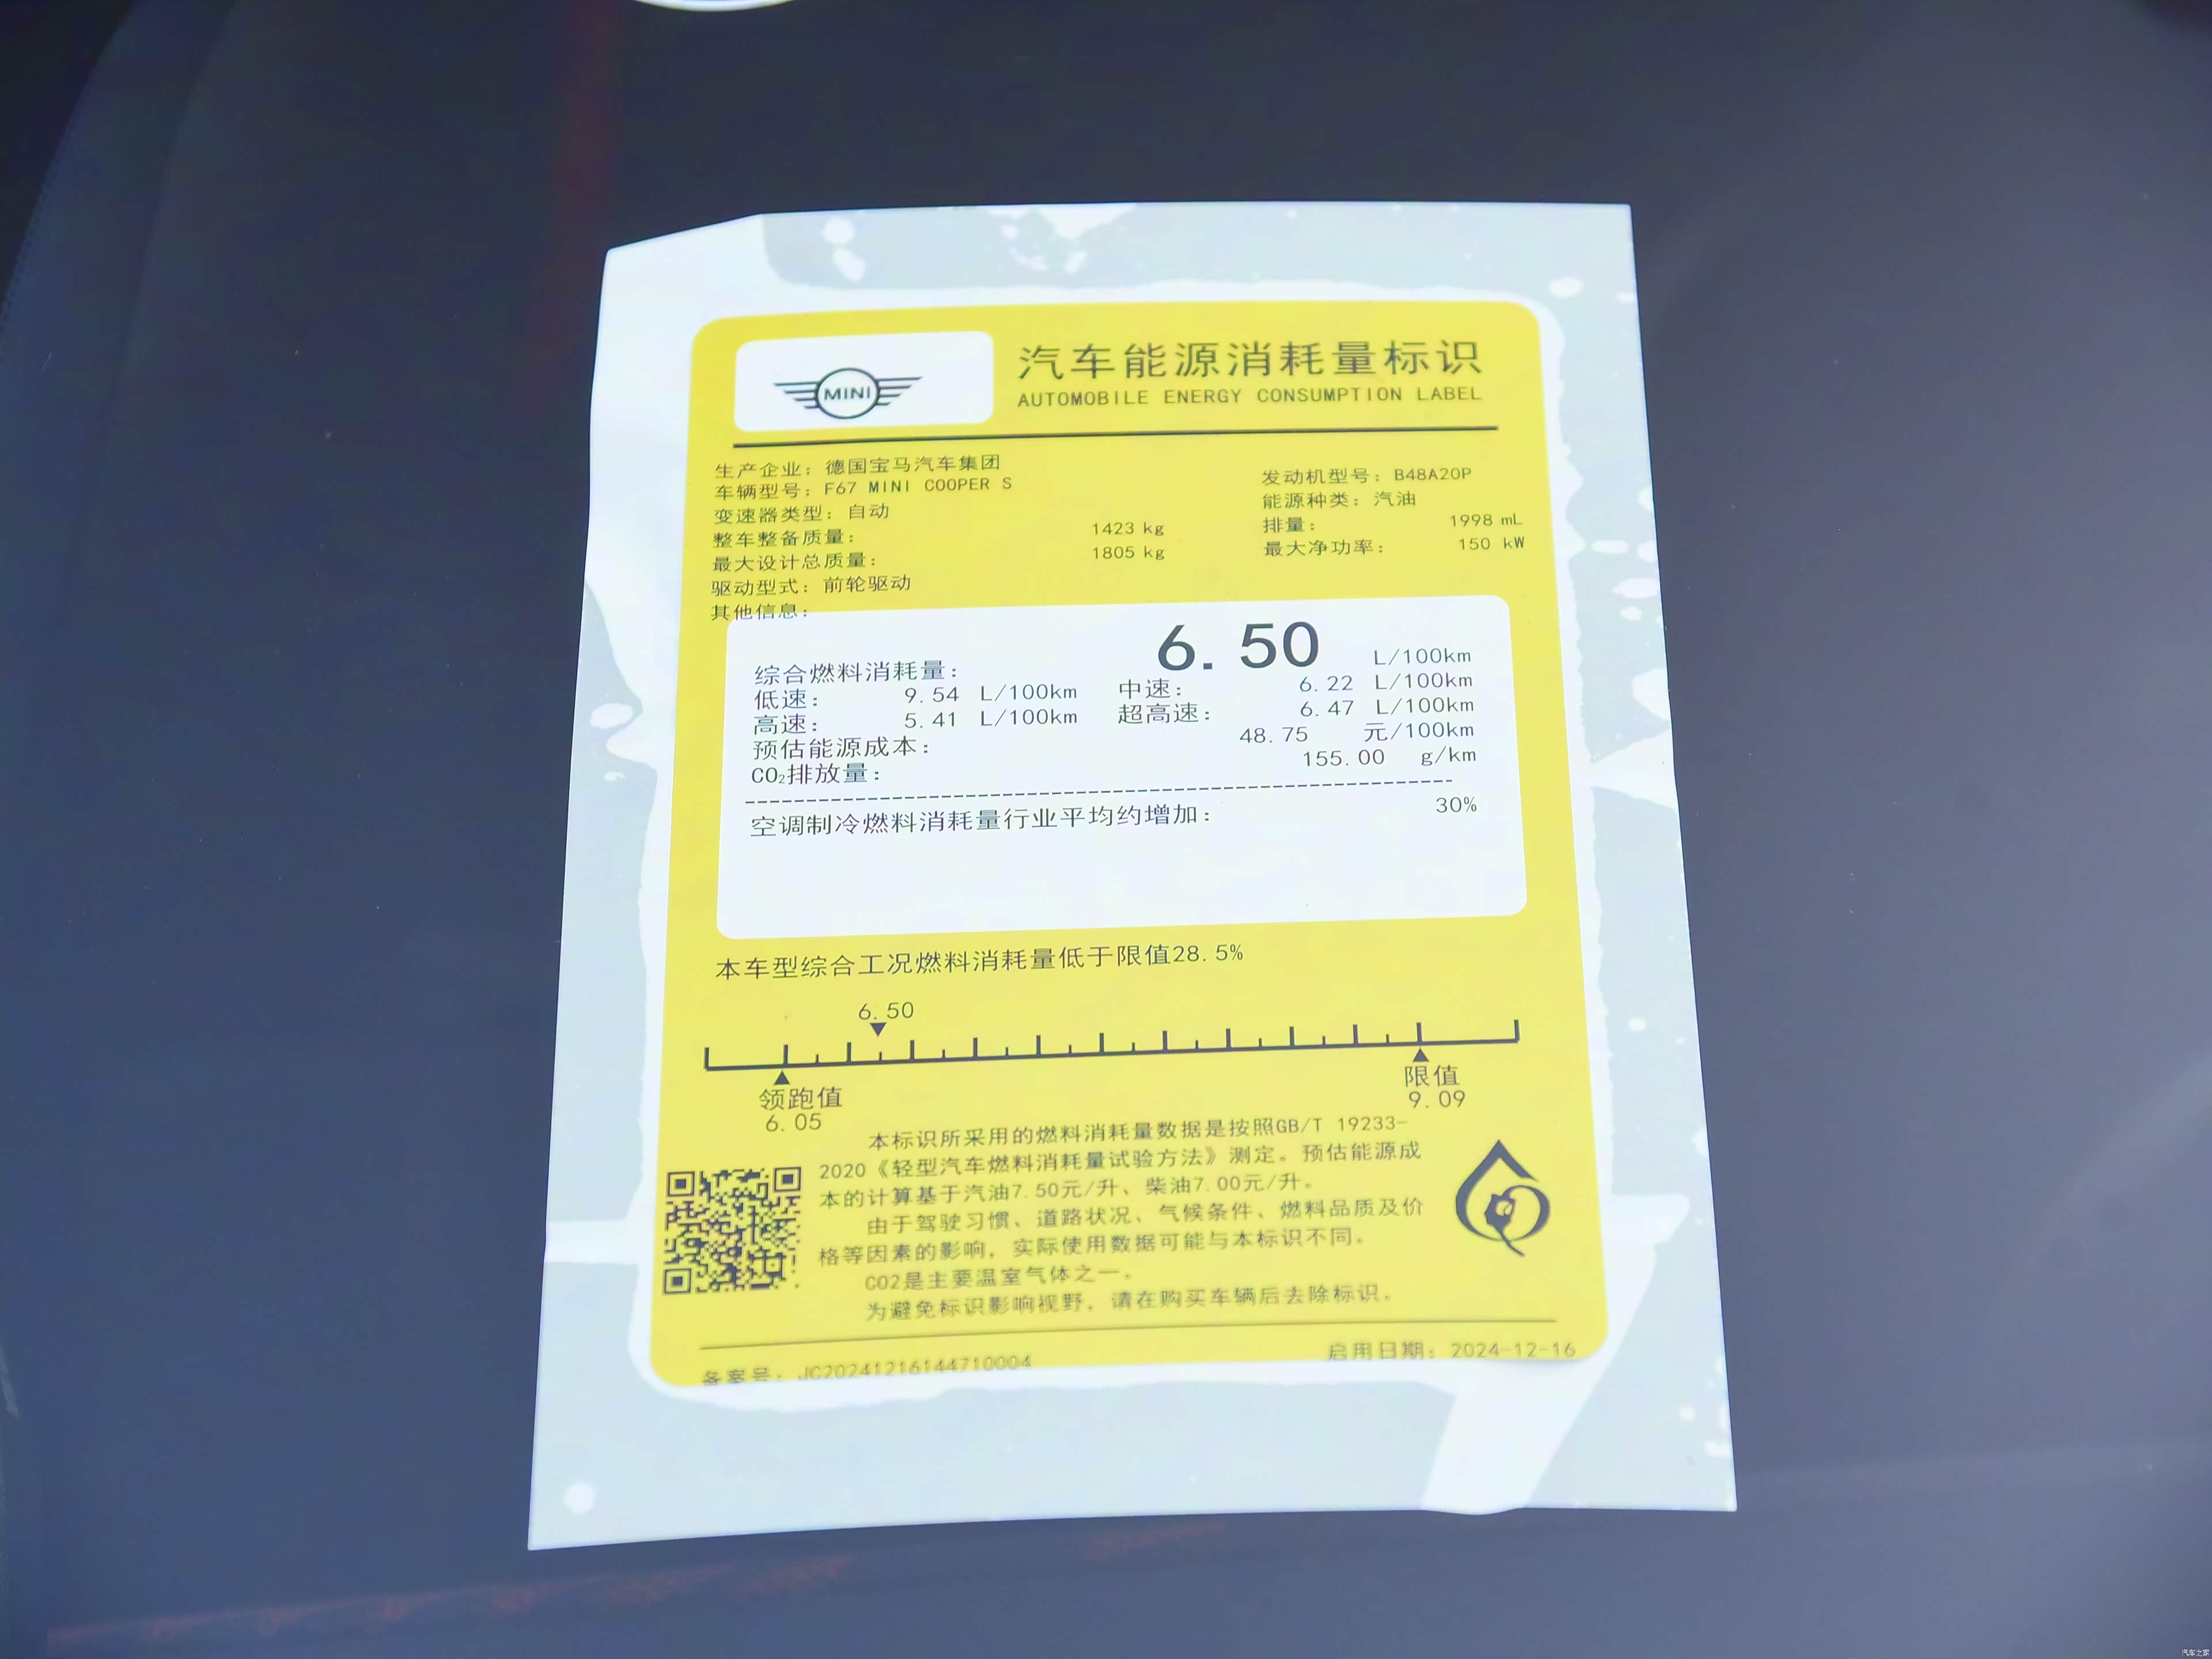 MINI
汽车能源消耗量标识
AUTOMOBILE ENERGY CONSUMPTION LABEL
生产企业：德国宝马汽车集团
车辆型号：F67 MINI COOPER S
变速器类型：自动
整车整备质量： 1423 kg
最大设计总质量： 1805 kg
驱动型式：前轮驱动
其他信息：
发动机型号：B48A20P
能源种类：汽油
排量： 1998 mL
最大净功率： 150 kW
综合燃料消耗量： 6.50 L/100km
低速： 9.54 L/100km 中速： 6.22 L/100km
高速： 5.41 L/100km 超高速： 6.47 L/100km
预估能源成本： 48.75 元/100km
CO₂排放量： 155.00 g/km
空调制冷燃料消耗量行业平均约增加： 30%
本车型综合工况燃料消耗量低于限值28.5%
6.50
领跑值
6.05
限值
9.09
本标识所采用的燃料消耗量数据是按照GB/T 19233-
2020《轻型汽车燃料消耗量试验方法》测定。预估能源成
本的计算基于汽油7.50元/升、柴油7.00元/升。
由于驾驶习惯、道路状况、气候条件、燃料品质及价
格等因素的影响，实际使用数据可能与本标识不同。
CO2是主要温室气体之一。
为避免标识影响视野，请在购买车辆后去除标识。
备案号：JC20241216144710004
启用日期：2024-12-16
汽车之家